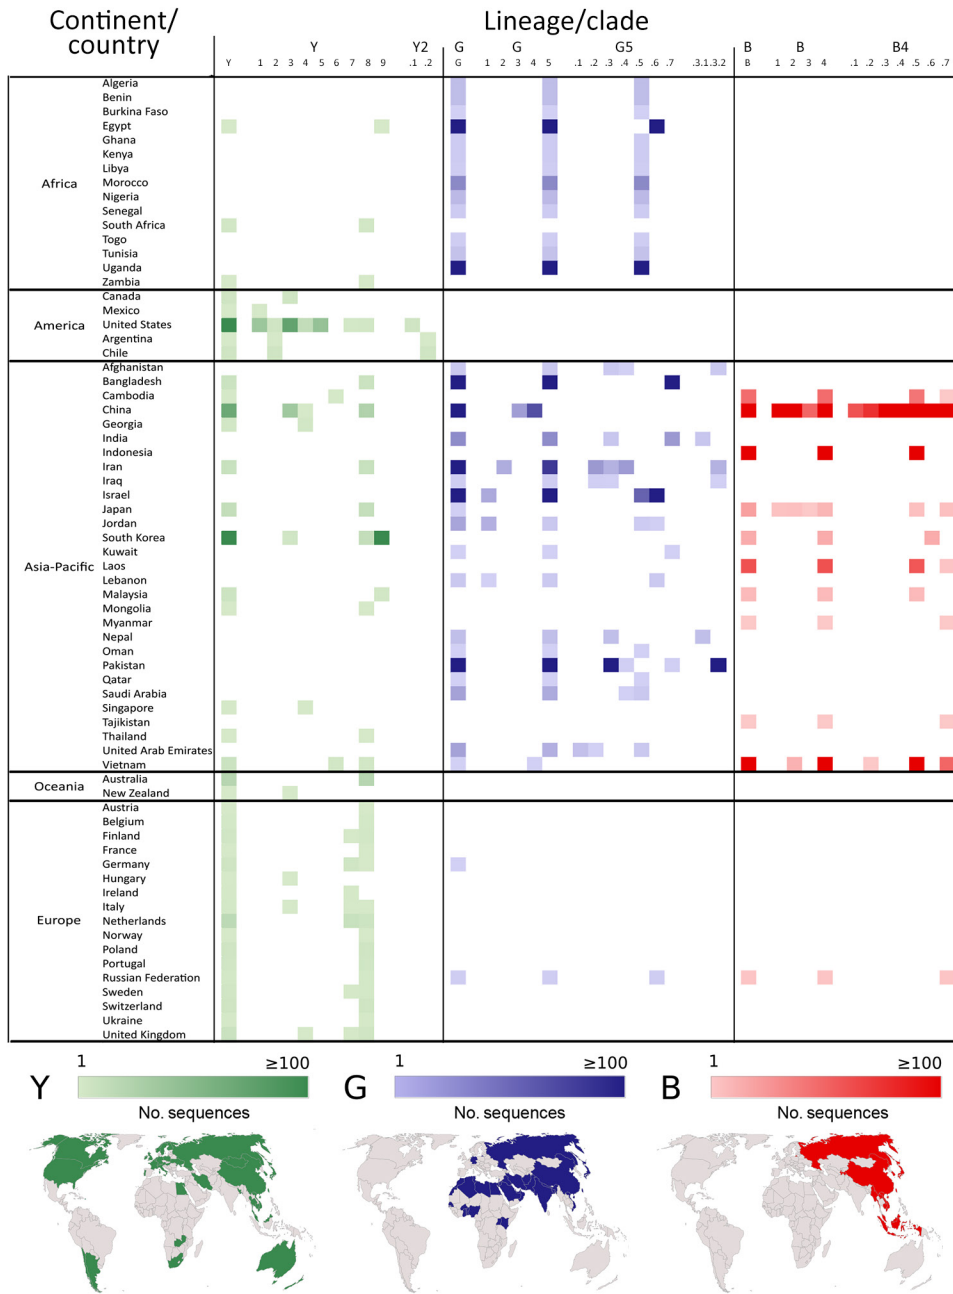 Continent/
country
Lineage/clade
Y Y2 G G G5 B B B4
Y 1 2 3 4 5 6 7 8 9 .1 .2 G 1 2 3 4 5 .1 .2 .3 .4 .5 .6 .7 .3.1 .3.2 B 1 2 3 4 .1 .2 .3 .4 .5 .6 .7
Africa
Algeria
Benin
Burkina Faso
Egypt
Ghana
Kenya
Libya
Morocco
Nigeria
Senegal
South Africa
Togo
Tunisia
Uganda
Zambia
America
Canada
Mexico
United States
Argentina
Chile
Asia-Pacific
Afghanistan
Bangladesh
Cambodia
China
Georgia
India
Indonesia
Iran
Iraq
Israel
Japan
Jordan
South Korea
Kuwait
Laos
Lebanon
Malaysia
Mongolia
Myanmar
Nepal
Oman
Pakistan
Qatar
Saudi Arabia
Singapore
Tajikistan
Thailand
United Arab Emirates
Vietnam
Oceania
Australia
New Zealand
Europe
Austria
Belgium
Finland
France
Germany
Hungary
Ireland
Italy
Netherlands
Norway
Poland
Portugal
Russian Federation
Sweden
Switzerland
Ukraine
United Kingdom
Y 1 ≥100
No. sequences
G 1 ≥100
No. sequences
B 1 ≥100
No. sequences